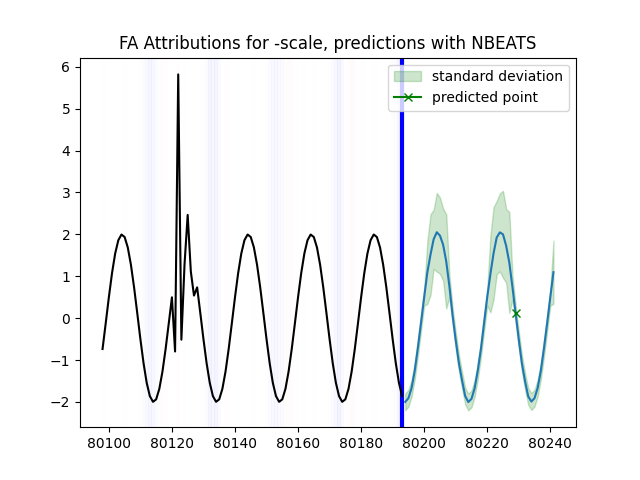 FA Attributions for -scale, predictions with NBEATS
standard deviation
predicted point
6
5
4
3
2
1
0
−1
−2
80100 80120 80140 80160 80180 80200 80220 80240